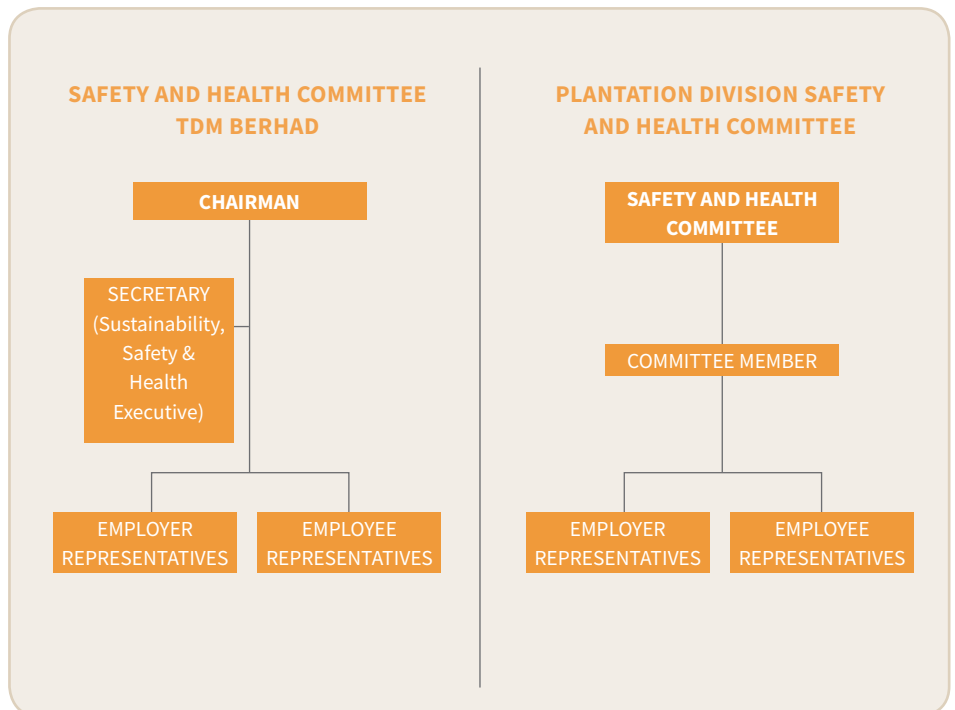 SAFETY AND HEALTH COMMITTEE
TDM BERHAD
CHAIRMAN
SECRETARY
(Sustainability,
Safety &
Health
Executive)
EMPLOYER
REPRESENTATIVES
EMPLOYEE
REPRESENTATIVES
PLANTATION DIVISION SAFETY
AND HEALTH COMMITTEE
SAFETY AND HEALTH
COMMITTEE
COMMITTEE MEMBER
EMPLOYER
REPRESENTATIVES
EMPLOYEE
REPRESENTATIVES